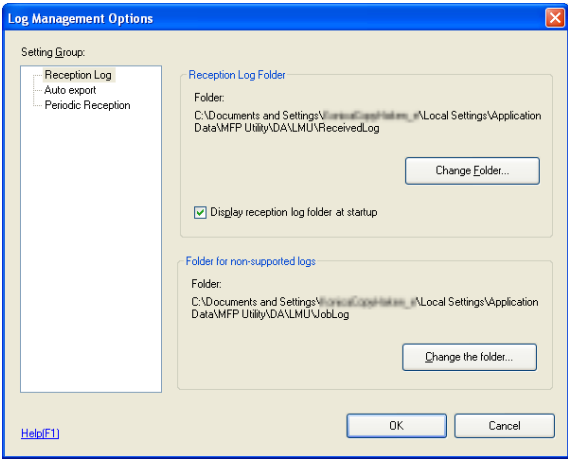 Log Management Options
Setting Group:
Reception Log
Auto export
Periodic Reception
Reception Log Folder
Folder:
C:\Documents and Settings\ \Local Settings\Application
Data\MFP Utility\DA\LMU\ReceivedLog
Change Folder...
Display reception log folder at startup
Folder for non-supported logs
Folder:
C:\Documents and Settings\ \Local Settings\Application
Data\MFP Utility\DA\LMU\JobLog
Change the folder...
Help(F1)
OK
Cancel